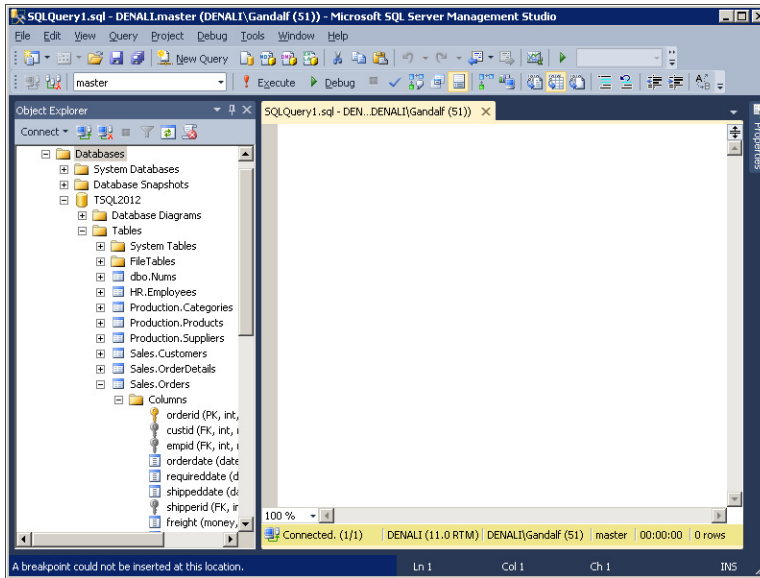 SQLQuery1.sql - DENALI.master (DENALI\Gandalf (51)) - Microsoft SQL Server Management Studio
File Edit View Query Project Debug Tools Window Help
New Query
master Execute Debug
Object Explorer
SQLQuery1.sql - DEN...DENALI\Gandalf (51))
Connect
Properties
Databases
System Databases
Database Snapshots
TSQL2012
Database Diagrams
Tables
System Tables
FileTables
dbo.Nums
HR.Employees
Production.Categories
Production.Products
Production.Suppliers
Sales.Customers
Sales.OrderDetails
Sales.Orders
Columns
orderid (PK, int,
custid (FK, int,
empid (FK, int,
orderdate (date
requireddate (d
shippeddate (da
shipperid (FK, in
freight (money,
100 %
Connected. (1/1) DENALI (11.0 RTM) DENALI\Gandalf (51) master 00:00:00 0 rows
A breakpoint could not be inserted at this location. Ln 1 Col 1 Ch 1 INS